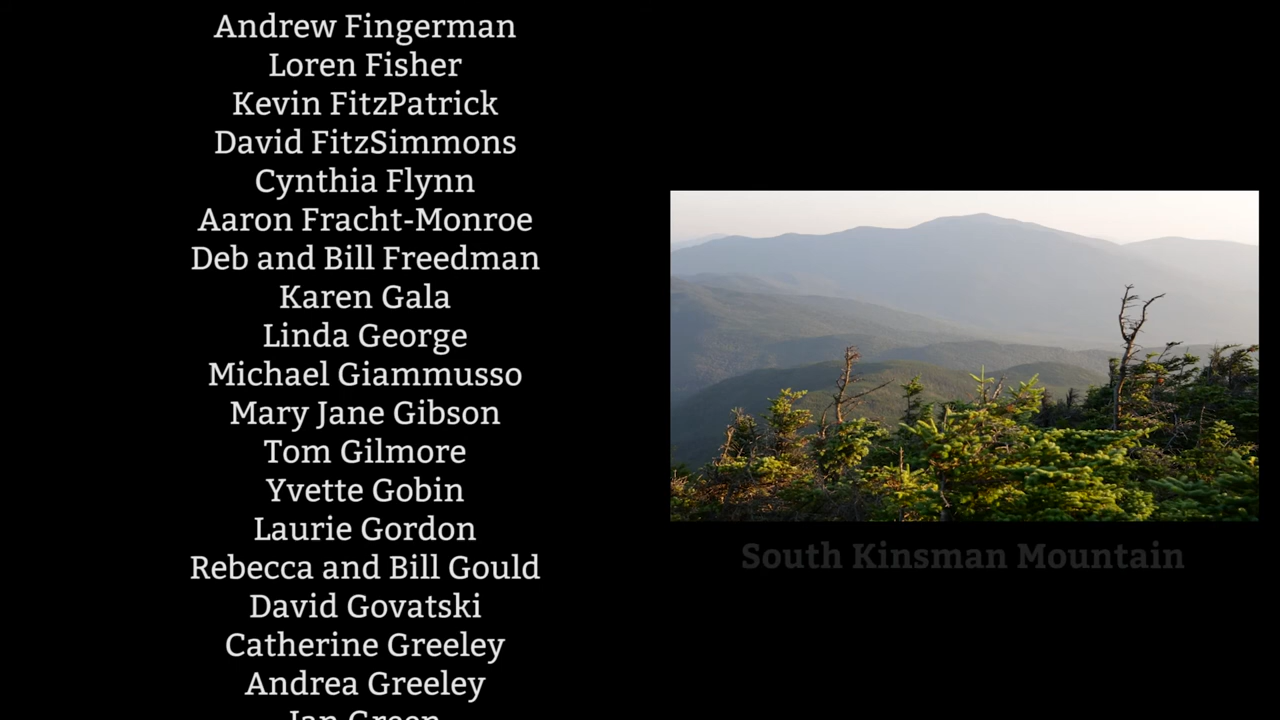 Andrew Fingerman
Loren Fisher
Kevin FitzPatrick
David FitzSimmons
Cynthia Flynn
Aaron Fracht-Monroe
Deb and Bill Freedman
Karen Gala
Linda George
Michael Giammusso
Mary Jane Gibson
Tom Gilmore
Yvette Gobin
Laurie Gordon
Rebecca and Bill Gould
David Govatski
Catherine Greeley
Andrea Greeley
Jan Green
South Kinsman Mountain